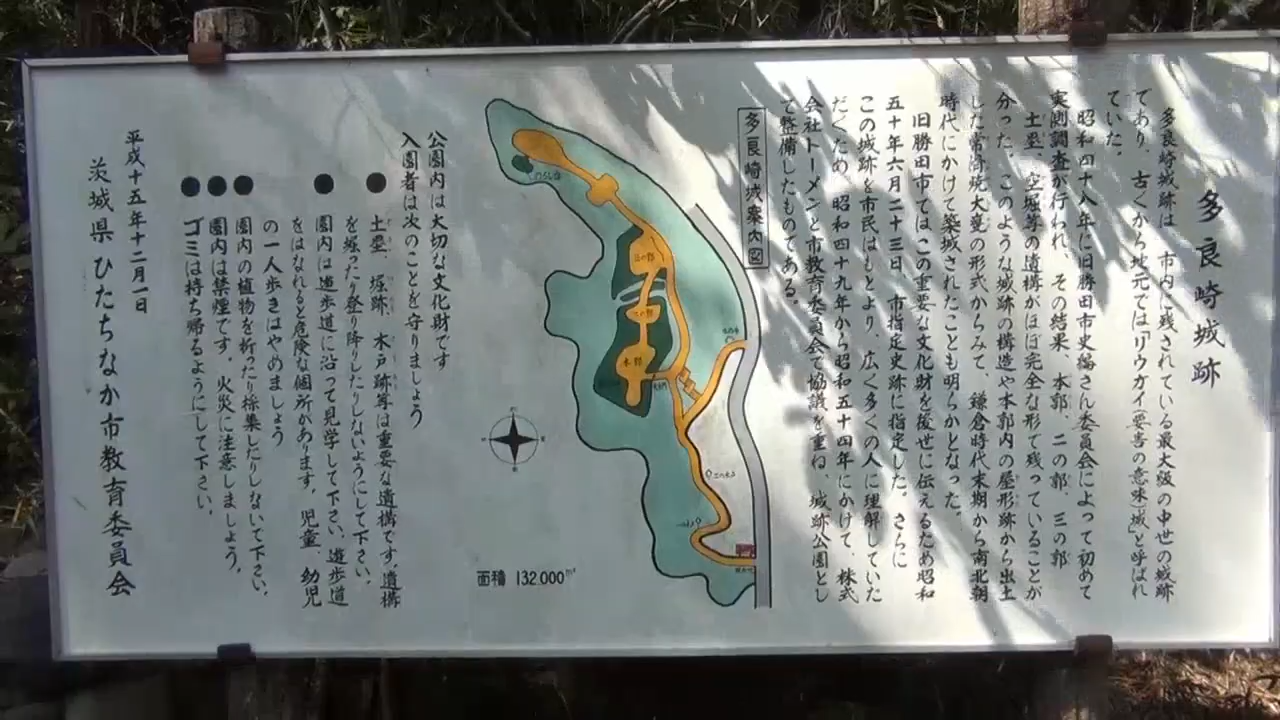 多良崎城跡
多良崎城跡は、市内に残されている最大級の中世の城跡
であり、古くから地元では「リウガイ(要害の意味)城」と呼ばれ
ていた。
昭和四十八年に旧勝田市史編さん委員会によって初めて
実測調査が行われ、その結果、本郭、二の郭、三の郭
土塁、空堀等の遺構がほぼ完全な形で残っていることが
分った。このような城跡の構造や本郭内の屋形跡から出土
した常滑焼大甕の形式からみて、鎌倉時代末期から南北朝
時代にかけて築城されたことも明らかとなった。
旧勝田市ではこの重要な文化財を後世に伝えるため昭和
五十年六月二十三日、市指定史跡に指定した。さらに
この城跡を市民はもとより、広く多くの人に理解していた
だくため、昭和四十九年から昭和五十四年にかけて、株式
会社トーメンと市教育委員会で協議を重ね、城跡公園とし
て整備したものである。
多良崎城案内図
三の郭
二の郭
本郭
面積 132.000㎡
公園内は大切な文化財です
入園者は次のことを守りましょう
●土塁、堀跡、木戸跡等は重要な遺構です。遺構
を堀ったり登り降りしたりしないようにして下さい。
●園内は遊歩道に沿って見学して下さい、遊歩道
をはなれると危険な個所があります。児童、幼児
の一人歩きはやめましょう
●園内の植物を折ったり採集したりしないで下さい、
●園内は禁煙です。火災に注意しましょう。
●ゴミは持ち帰るようにして下さい。
平成十五年十二月一日
茨城県ひたちなか市教育委員会